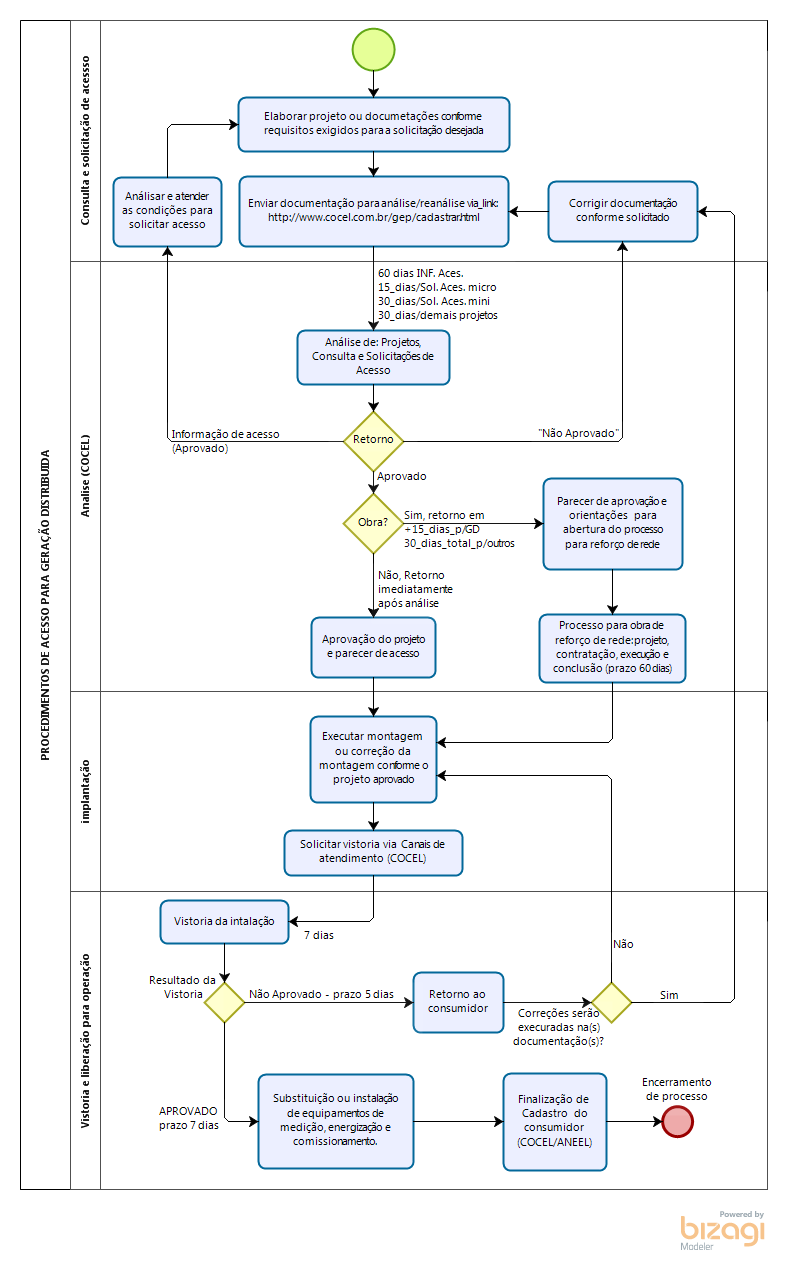 PROCEDIMENTOS DE ACESSO PARA GERAÇÃO DISTRIBUIDA
Consulta e solicitação de acessso
Elaborar projeto ou documetações conforme
requisitos exigidos para a solicitação desejada
Análisar e atender
as condições para
solicitar acesso
Enviar documentação para análise/reanálise via_link:
http://www.cocel.com.br/gep/cadastrar.html
Corrigir documentação
conforme solicitado
Analise (COCEL)
60 dias INF. Aces.
15_dias/Sol. Aces. micro
30_dias/Sol. Aces. mini
30_dias/demais projetos
Análise de: Projetos,
Consulta e Solicitações de
Acesso
Retorno
Informação de acesso
(Aprovado)
"Não Aprovado"
Aprovado
Obra?
Sim, retorno em
+15_dias_p/GD
30_dias_total_p/outros
Parecer de aprovação e
orientações para
abertura do processo
para reforço de rede
Não, Retorno
imediatamente
após análise
Aprovação do projeto
e parecer de acesso
Processo para obra de
reforço de rede:projeto,
contratação, execução e
conclusão (prazo 60 dias)
implantação
Executar montagem
ou correção da
montagem conforme o
projeto aprovado
Solicitar vistoria via Canais de
atendimento (COCEL)
Vistoria e liberação para operação
Vistoria da intalação
7 dias
Resultado da
Vistoria
Não Aprovado - prazo 5 dias
Retorno ao
consumidor
Correções serão
executadas na(s)
documentação(s)?
Não
Sim
APROVADO
prazo 7 dias
Substituição ou instalação
de equipamentos de
medição, energização e
comissionamento.
Finalização de
Cadastro do
consumidor
(COCEL/ANEEL)
Encerramento
de processo
Powered by
bizagi
Modeler